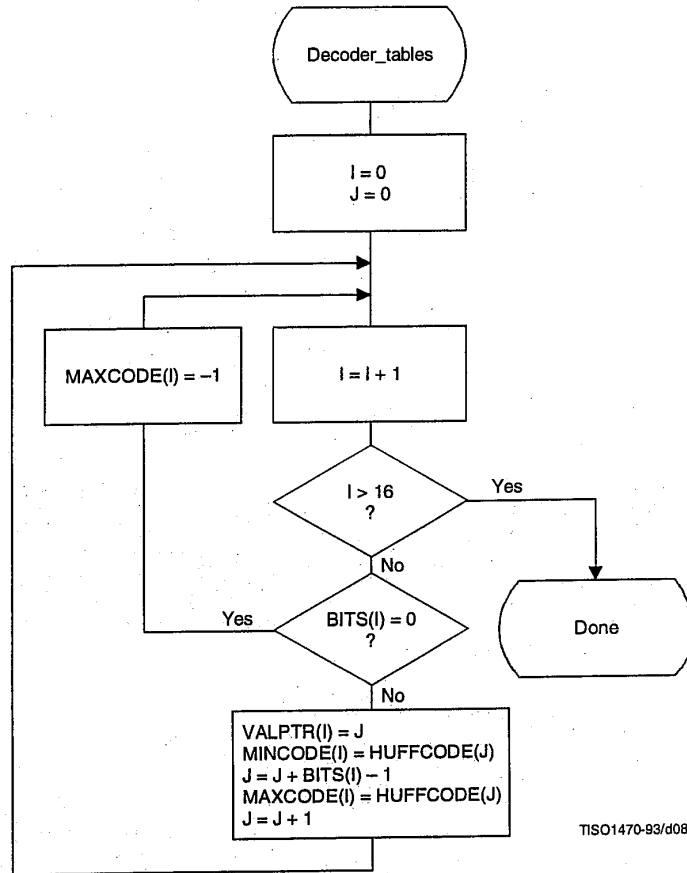 Decoder_tables
I = 0
J = 0
MAXCODE(I) = –1
I = I + 1
I > 16
?
Yes
No
Yes
BITS(I) = 0
?
Done
No
VALPTR(I) = J
MINCODE(I) = HUFFCODE(J)
J = J + BITS(I) – 1
MAXCODE(I) = HUFFCODE(J)
J = J + 1
TISO1470-93/d08